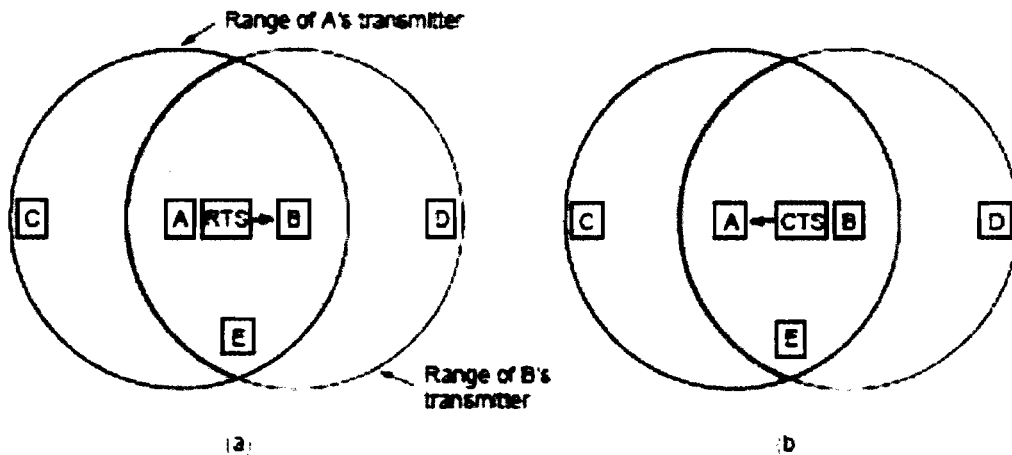 Range of A's transmitter
C
A
RTS
B
D
E
Range of B's
transmitter
(a)
C
A
CTS
B
D
E
(b